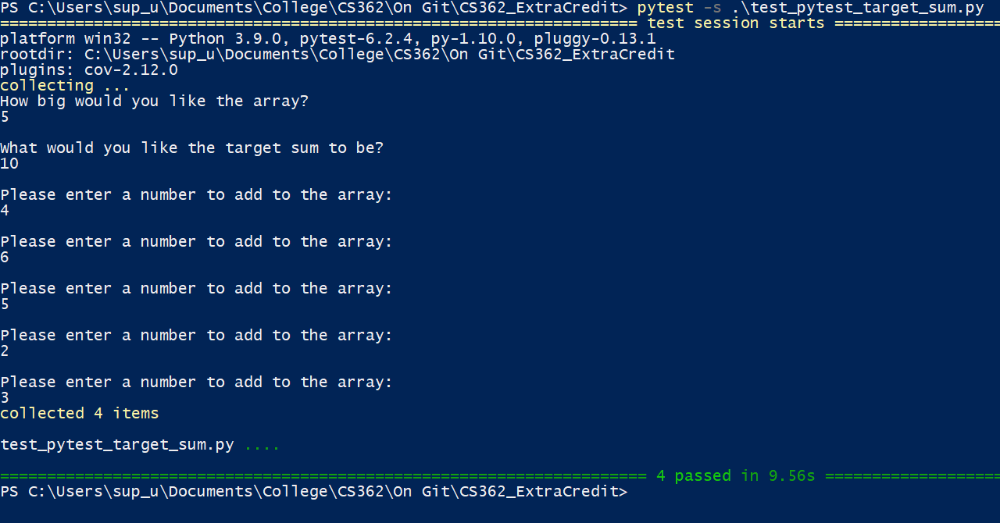 PS C:\Users\sup_u\Documents\College\CS362\On Git\CS362_ExtraCredit> pytest -s .\test_pytest_target_sum.py
==================================================================== test session starts ==================
platform win32 -- Python 3.9.0, pytest-6.2.4, py-1.10.0, pluggy-0.13.1
rootdir: C:\Users\sup_u\Documents\College\CS362\On Git\CS362_ExtraCredit
plugins: cov-2.12.0
collecting ...
How big would you like the array?
5
What would you like the target sum to be?
10
Please enter a number to add to the array:
4
Please enter a number to add to the array:
6
Please enter a number to add to the array:
5
Please enter a number to add to the array:
2
Please enter a number to add to the array:
3
collected 4 items
test_pytest_target_sum.py ....
===================================================================== 4 passed in 9.56s ===================
PS C:\Users\sup_u\Documents\College\CS362\On Git\CS362_ExtraCredit>